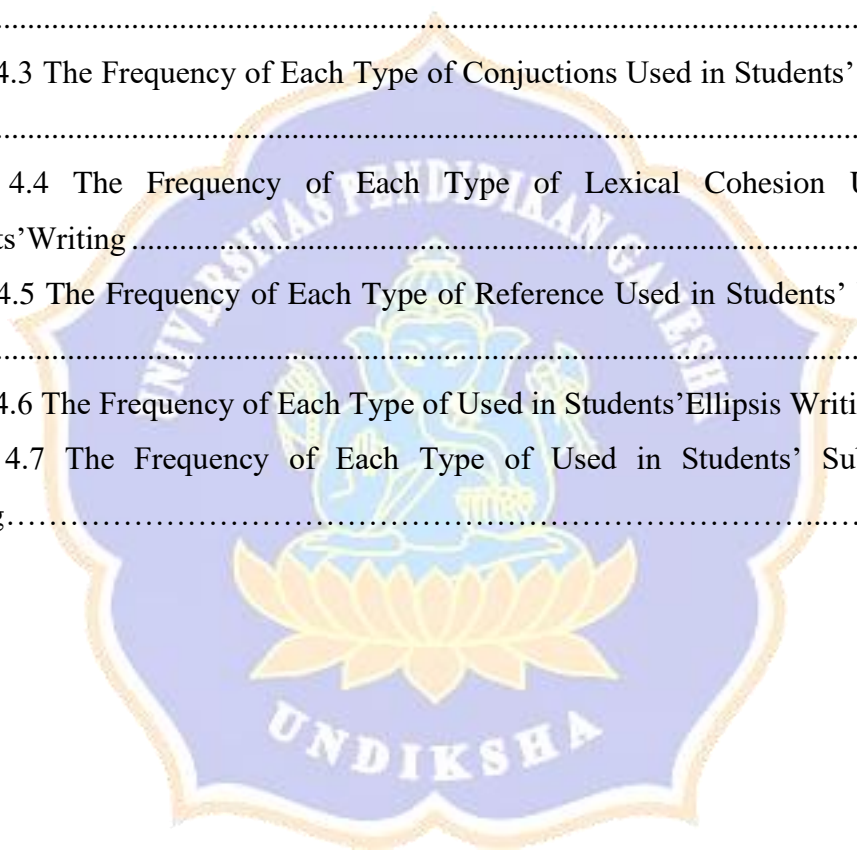 ....................................................................................................
4.3 The Frequency of Each Type of Conjuctions Used in Students’
....................................................................................................
4.4 The Frequency of Each Type of Lexical Cohesion
ts’Writing ....................................................................................................
4.5 The Frequency of Each Type of Reference Used in Students’
....................................................................................................
4.6 The Frequency of Each Type of Used in Students’Ellipsis Writi
4.7 The Frequency of Each Type of Used in Students’ Su
g……………………………………………………………………...….
UNIVERSITAS PENDIDIKAN GANESHA
UNDIKSHA